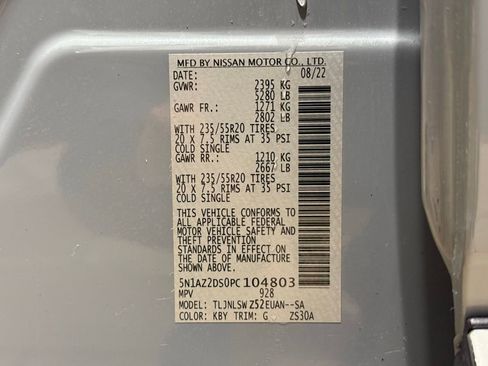 MFD BY NISSAN MOTOR CO., LTD.
DATE: 08/22
GVWR: 2395 KG
5280 LB
GAWR FR.: 1271 KG
2802 LB
WITH 235/55R20 TIRES
20 X 7.5 RIMS AT 35 PSI
COLD SINGLE
GAWR RR.: 1210 KG
2667 LB
WITH 235/55R20 TIRES
20 X 7.5 RIMS AT 35 PSI
COLD SINGLE
THIS VEHICLE CONFORMS TO
ALL APPLICABLE FEDERAL
MOTOR VEHICLE SAFETY AND
THEFT PREVENTION
STANDARDS IN EFFECT ON
THE DATE OF MANUFACTURE
SHOWN ABOVE.
5N1AZ2DS0PC104803
MPV 928
MODEL: TLJNLSWZ52EUAN--SA
COLOR: KBY TRIM: G ZS30A